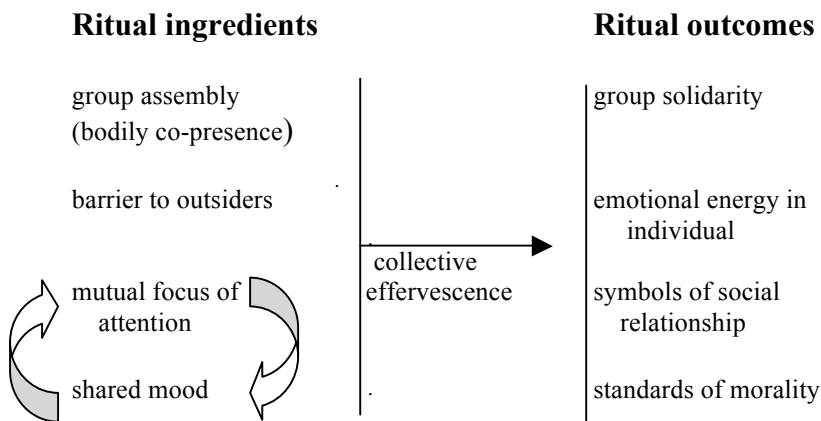 Ritual ingredients
group assembly
(bodily co-presence)
barrier to outsiders
mutual focus of
attention
shared mood
collective
effervescence
Ritual outcomes
group solidarity
emotional energy in
individual
symbols of social
relationship
standards of morality